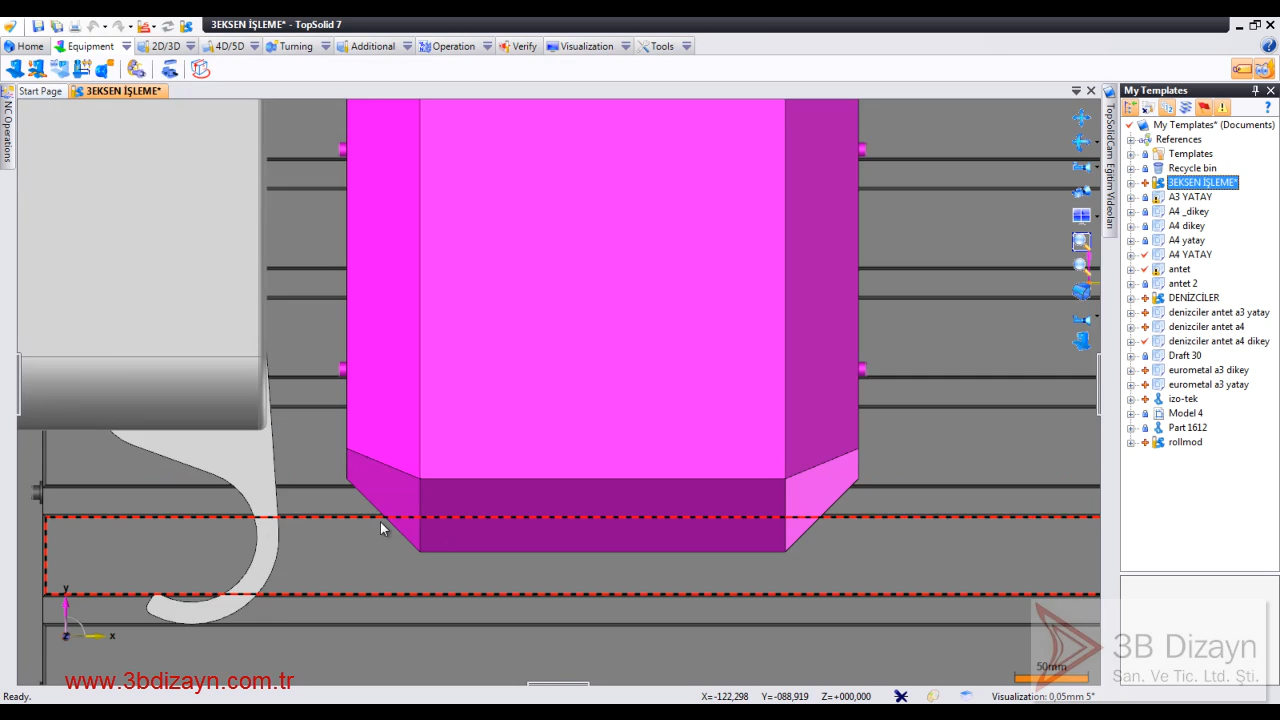 3EKSEN İŞLEME* - TopSolid 7
Home Equipment 2D/3D 4D/5D Turning Additional Operation Verify Visualization Tools
Start Page 3EKSEN İŞLEME*
NC Operations
TopSolidCam Eğitim Videoları
My Templates
My Templates* (Documents)
References
Templates
Recycle bin
3EKSEN İŞLEME*
A3 YATAY
A4 _dikey
A4 dikey
A4 yatay
A4 YATAY
antet
antet 2
DENİZCİLER
denizciler antet a3 yatay
denizciler antet a4
denizciler antet a4 dikey
Draft 30
eurometal a3 dikey
eurometal a3 yatay
izo-tek
Model 4
Part 1612
rollmod
y
z
x
50mm
3B Dizayn
San. Ve Tic. Ltd. Şti.
www.3bdizayn.com.tr
Ready.
X=-122,298 Y=-088,919 Z=+000,000
Visualization: 0,05mm 5°